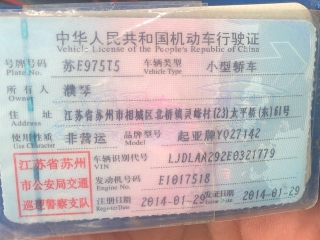 中华人民共和国机动车行驶证
Vehicle License of the People's Republic of China
号牌号码 苏E975T5 车辆类型 小型轿车
Plate No. Vehicle Type
所有人 濮孚
Owner
住址 江苏省苏州市相城区北桥镇灵峰村(23)太平桥(东)61号
Address
使用性质 非营运 品牌型号 起亚牌YQZ7142
Use Character Model
江苏省苏州
市公安局交通
巡逻警察支队
车辆识别代号 LJDLAA292E0321779
VIN
发动机号码 E1017518
Engine No.
注册日期 2014-01-29 发证日期 2014-01-29
Register Date Issue Date